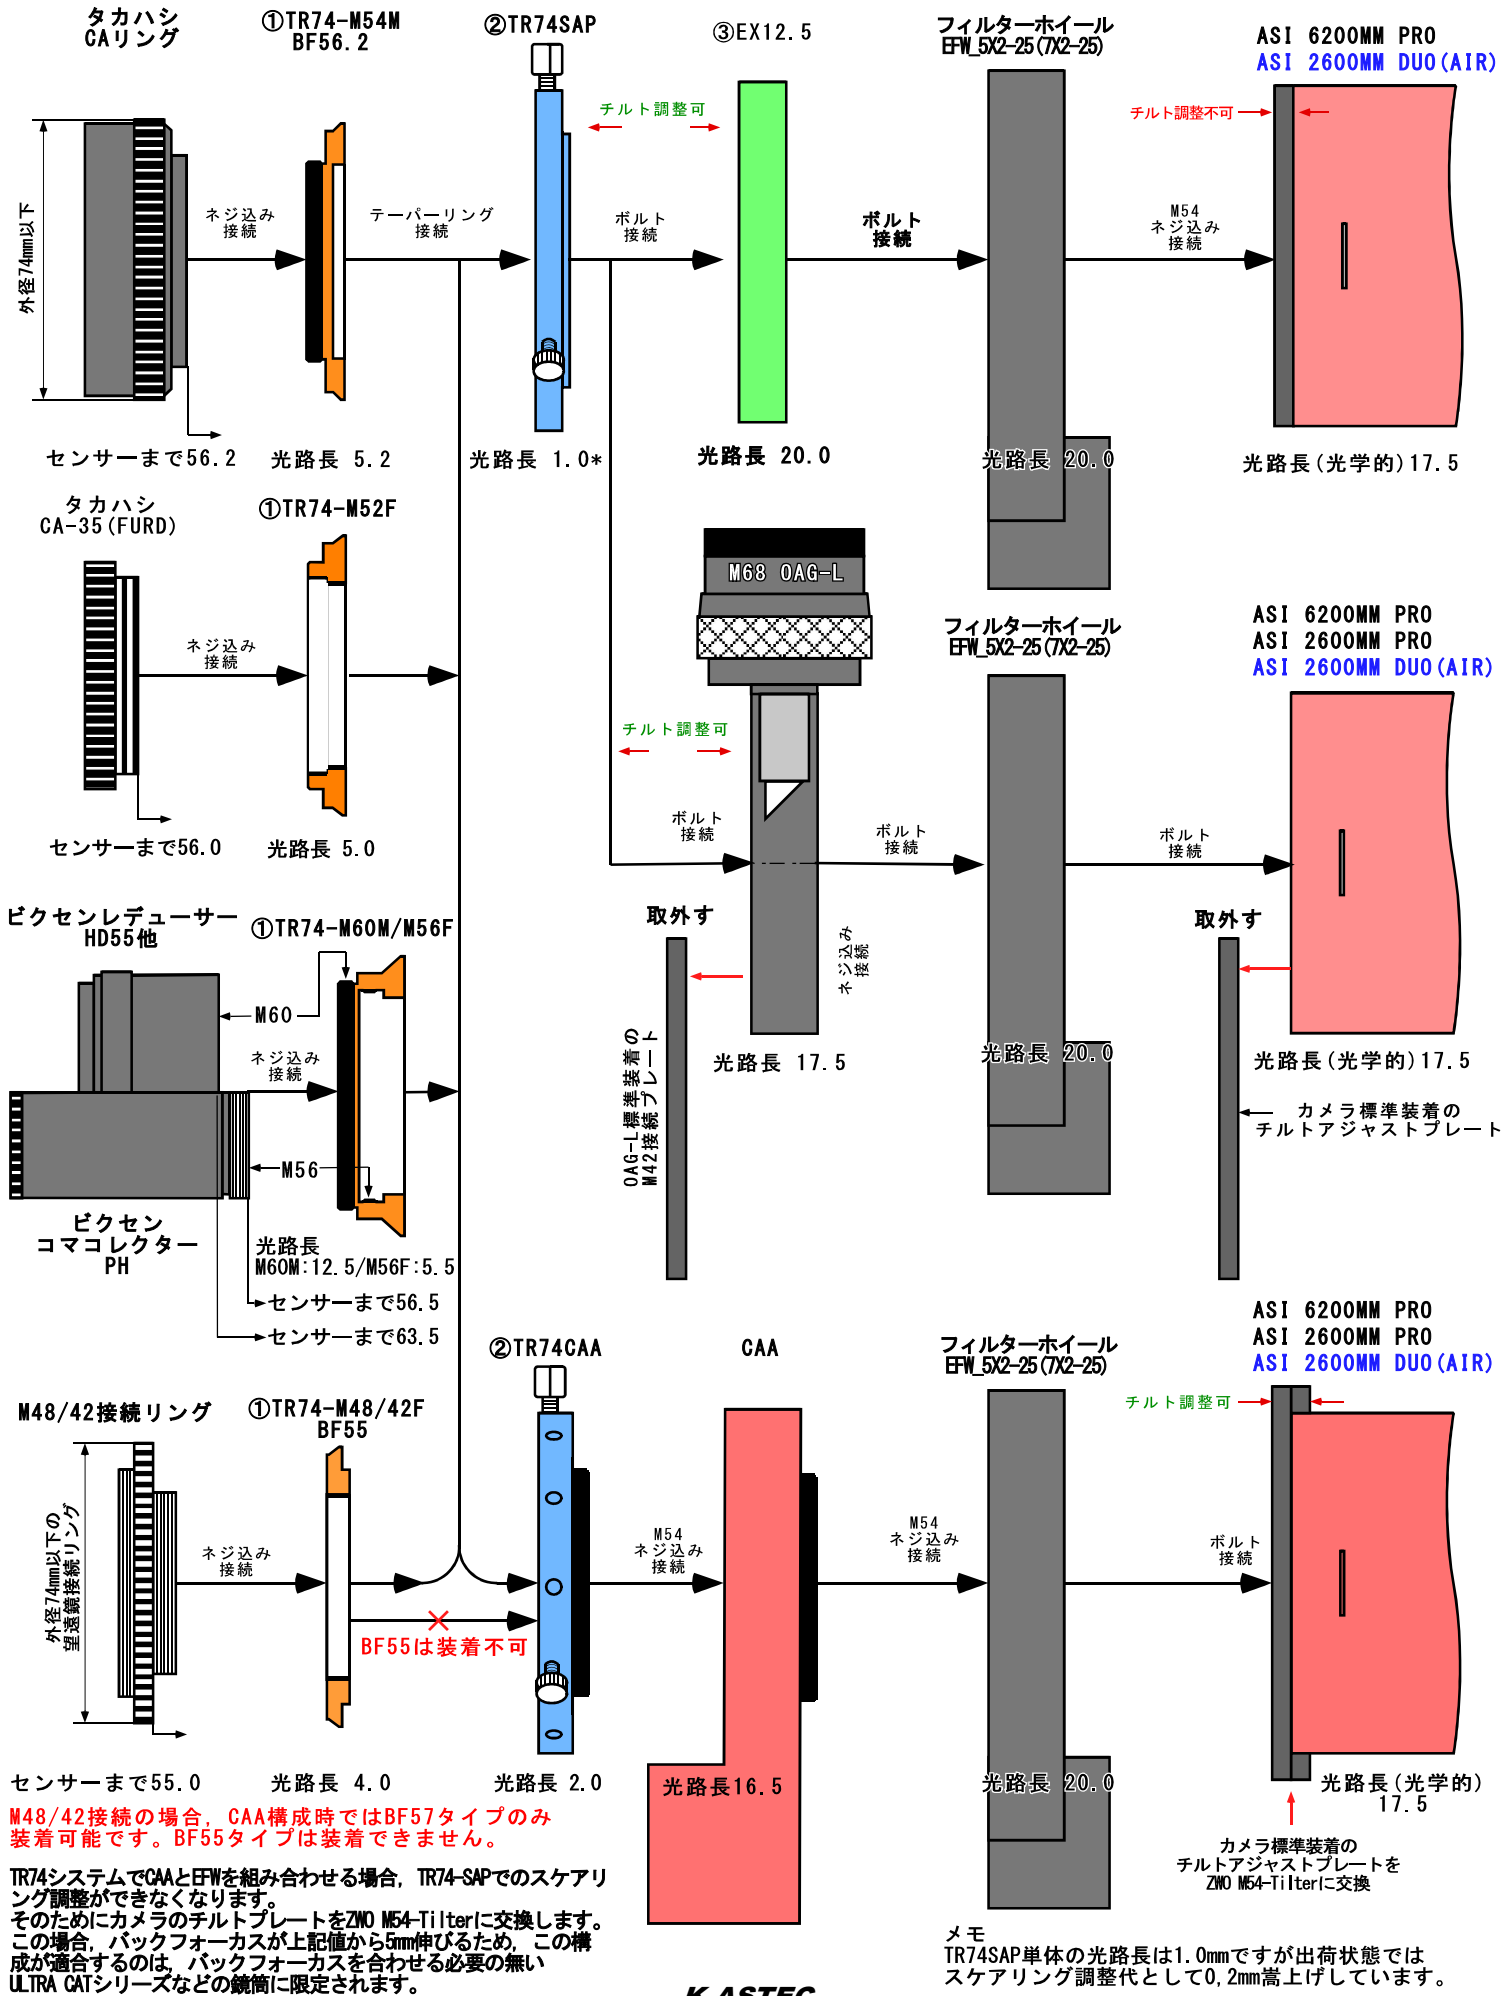 タカハシ
CAリング
①TR74-M54M
BF56.2
②TR74SAP
③EX12.5
フィルターホイール
EFW_5X2-25(7X2-25)
ASI 6200MM PRO
ASI 2600MM DUO(AIR)
チルト調整可
チルト調整不可
外径74mm以下
ネジ込み
接続
テーパーリング
接続
ボルト
接続
ボルト
接続
M54
ネジ込み
接続
センサーまで56.2
光路長 5.2
光路長 1.0*
光路長 20.0
光路長 20.0
光路長(光学的)17.5
タカハシ
CA-35(FURD)
①TR74-M52F
M68 OAG-L
フィルターホイール
EFW_5X2-25(7X2-25)
ASI 6200MM PRO
ASI 2600MM PRO
ASI 2600MM DUO(AIR)
ネジ込み
接続
チルト調整可
ボルト
接続
ボルト
接続
ボルト
接続
センサーまで56.0
光路長 5.0
ビクセンレデューサー
HD55他
①TR74-M60M/M56F
取外す
ネジ込み
接続
取外す
M60
ネジ込み
接続
OAG-L標準装着の
M42接続プレート
光路長 17.5
光路長 20.0
光路長(光学的)17.5
カメラ標準装着の
チルトアジャストプレート
M56
ビクセン
コマコレクター
PH
光路長
M60M:12.5/M56F:5.5
センサーまで56.5
センサーまで63.5
②TR74CAA
CAA
フィルターホイール
EFW_5X2-25(7X2-25)
ASI 6200MM PRO
ASI 2600MM PRO
ASI 2600MM DUO(AIR)
チルト調整可
M48/42接続リング
①TR74-M48/42F
BF55
外径74mm以下の
望遠鏡接続リング
ネジ込み
接続
M54
ネジ込み
接続
M54
ネジ込み
接続
ボルト
接続
BF55は装着不可
センサーまで55.0
光路長 4.0
光路長 2.0
光路長16.5
光路長 20.0
光路長(光学的)
17.5
M48/42接続の場合, CAA構成時ではBF57タイプのみ
装着可能です。BF55タイプは装着できません。
カメラ標準装着の
チルトアジャストプレートを
ZWO M54-Tilterに交換
TR74システムでCAAとEFWを組み合わせる場合, TR74-SAPでのスケアリ
ング調整ができなくなります。
そのためにカメラのチルトプレートをZWO M54-Tilterに交換します。
この場合, バックフォーカスが上記値から5mm伸びるため, この構
成が適合するのは, バックフォーカスを合わせる必要の無い
ULTRA CATシリーズなどの鏡筒に限定されます。
メモ
TR74SAP単体の光路長は1.0mmですが出荷状態では
スケアリング調整代として0,2mm嵩上げしています。
K-ASTEC